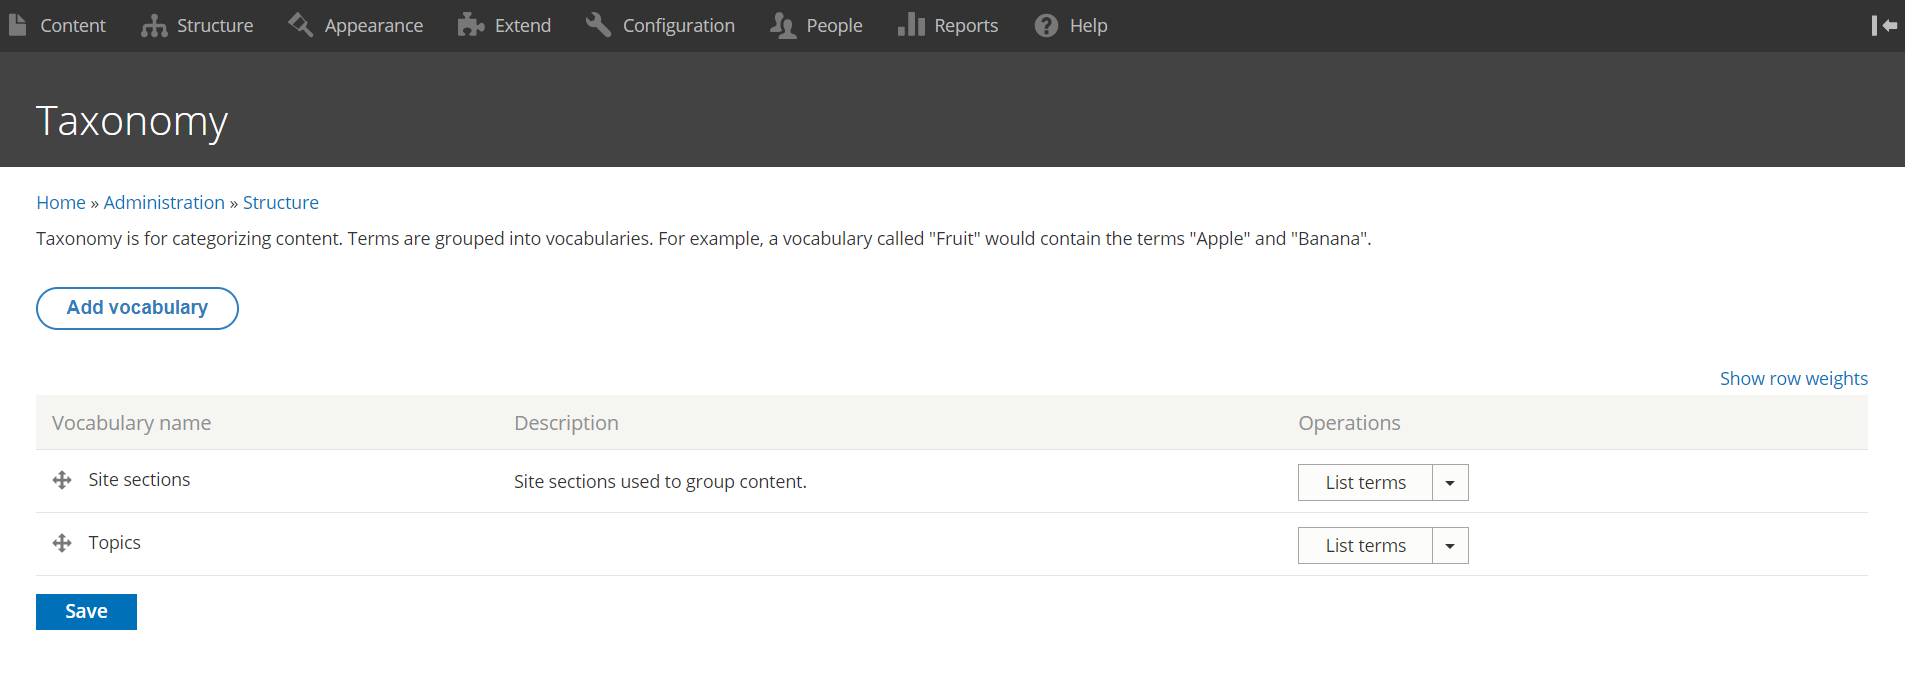 Content Structure Appearance Extend Configuration People Reports Help
Taxonomy
Home » Administration » Structure
Taxonomy is for categorizing content. Terms are grouped into vocabularies. For example, a vocabulary called "Fruit" would contain the terms "Apple" and "Banana".
Add vocabulary
Show row weights
Vocabulary name Description Operations
Site sections Site sections used to group content. List terms
Topics List terms
Save